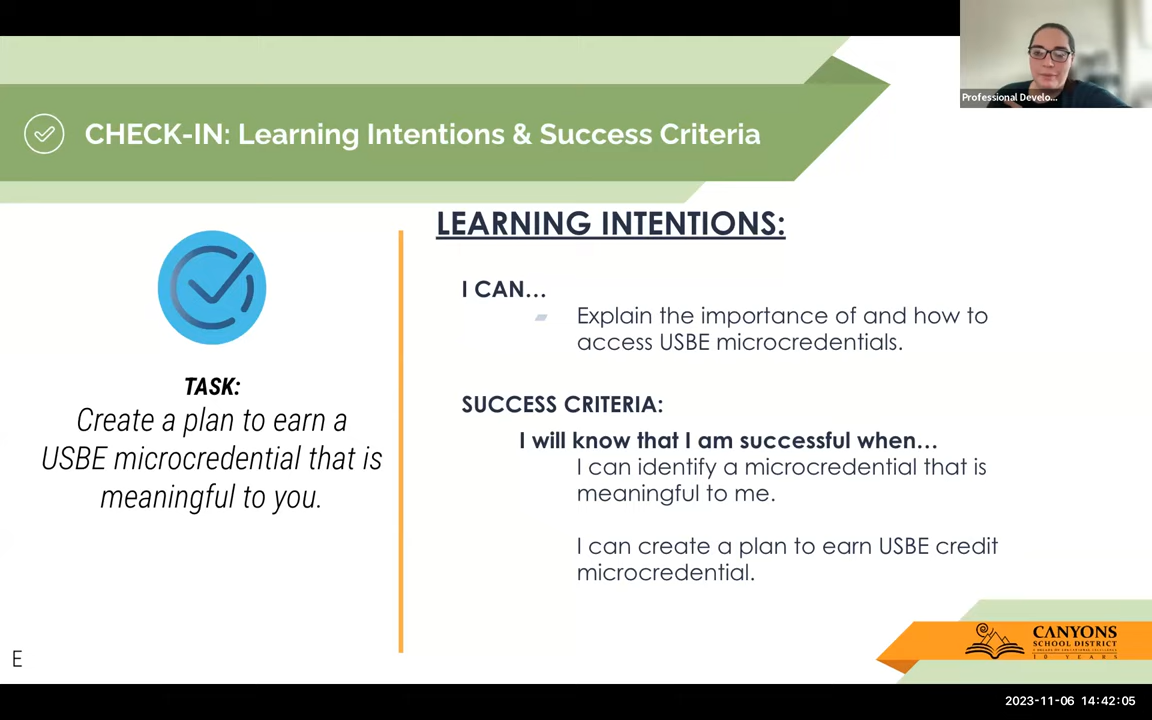 Professional Develo...
CHECK-IN: Learning Intentions & Success Criteria
TASK:
Create a plan to earn a
USBE microcredential that is
meaningful to you.
LEARNING INTENTIONS:
I CAN...
Explain the importance of and how to
access USBE microcredentials.
SUCCESS CRITERIA:
I will know that I am successful when...
I can identify a microcredential that is
meaningful to me.
I can create a plan to earn USBE credit
microcredential.
E
CANYONS
SCHOOL DISTRICT
10 YEARS
2023-11-06 14:42:05